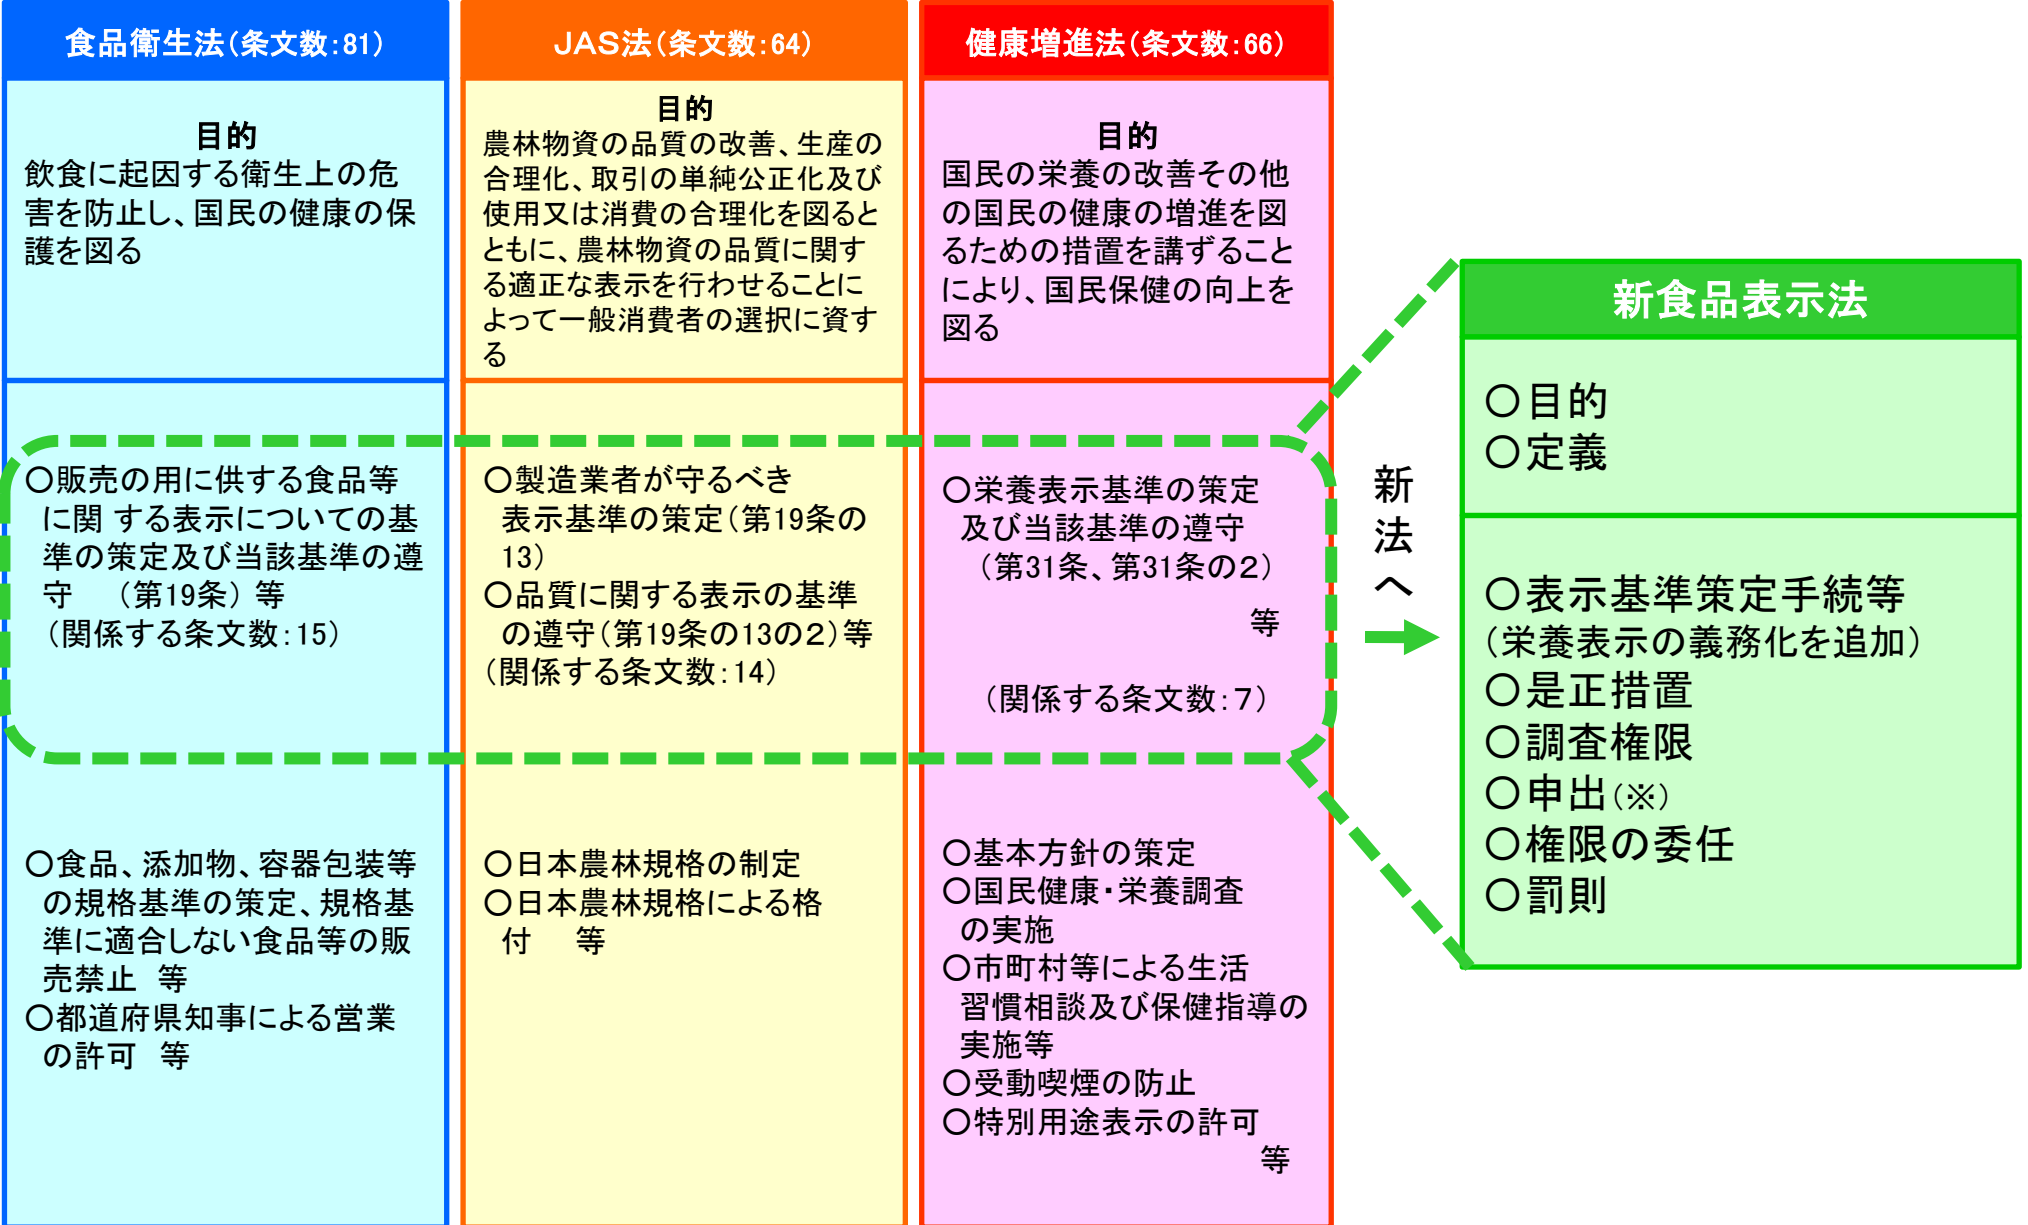 食品衛生法(条文数:81)
目的
飲食に起因する衛生上の危
害を防止し、国民の健康の保
護を図る
〇販売の用に供する食品等
に関 する表示についての基
準の策定及び当該基準の遵
守 (第19条) 等
(関係する条文数:15)
〇食品、添加物、容器包装等
の規格基準の策定、規格基
準に適合しない食品等の販
売禁止 等
〇都道府県知事による営業
の許可 等
JAS法(条文数:64)
目的
農林物資の品質の改善、生産の
合理化、取引の単純公正化及び
使用又は消費の合理化を図ると
ともに、農林物資の品質に関す
る適正な表示を行わせることに
よって一般消費者の選択に資す
る
〇製造業者が守るべき
表示基準の策定(第19条の
13)
〇品質に関する表示の基準
の遵守(第19条の13の2)等
(関係する条文数:14)
〇日本農林規格の制定
〇日本農林規格による格
付 等
健康増進法(条文数:66)
目的
国民の栄養の改善その他
の国民の健康の増進を図
るための措置を講ずること
により、国民保健の向上を
図る
〇栄養表示基準の策定
及び当該基準の遵守
(第31条、第31条の2)
等
(関係する条文数:7)
〇基本方針の策定
〇国民健康・栄養調査
の実施
〇市町村等による生活
習慣相談及び保健指導の
実施等
〇受動喫煙の防止
〇特別用途表示の許可
等
新法へ
新食品表示法
〇目的
〇定義
〇表示基準策定手続等
(栄養表示の義務化を追加)
〇是正措置
〇調査権限
〇申出(※)
〇権限の委任
〇罰則